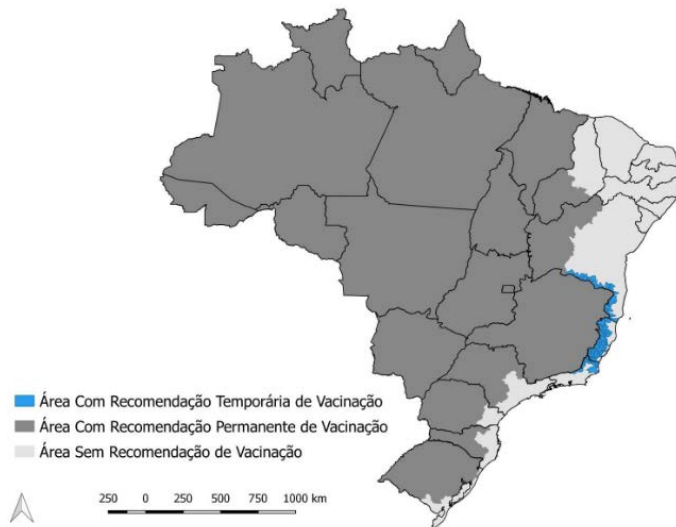 Área Com Recomendação Temporária de Vacinação
Área Com Recomendação Permanente de Vacinação
Área Sem Recomendação de Vacinação
250 0 250 500 750 1000 km